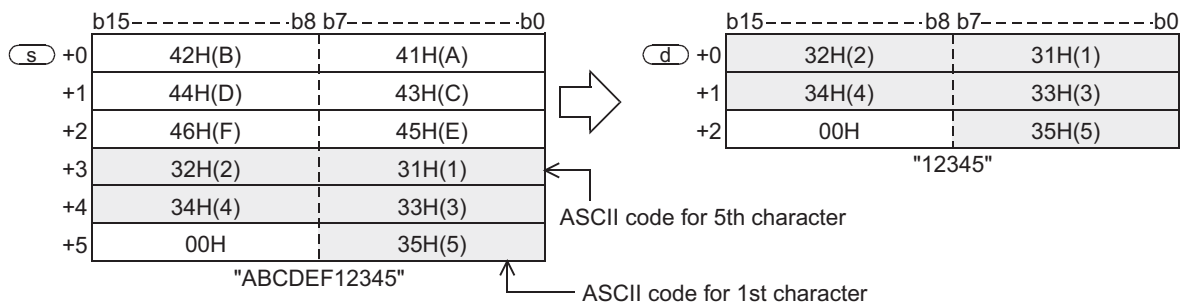 b15 b8 b7 b0
s +0 42H(B) 41H(A)
+1 44H(D) 43H(C)
+2 46H(F) 45H(E)
+3 32H(2) 31H(1)
+4 34H(4) 33H(3)
+5 00H 35H(5)
"ABCDEF12345"
b15 b8 b7 b0
d +0 32H(2) 31H(1)
+1 34H(4) 33H(3)
+2 00H 35H(5)
"12345"
ASCII code for 5th character
ASCII code for 1st character